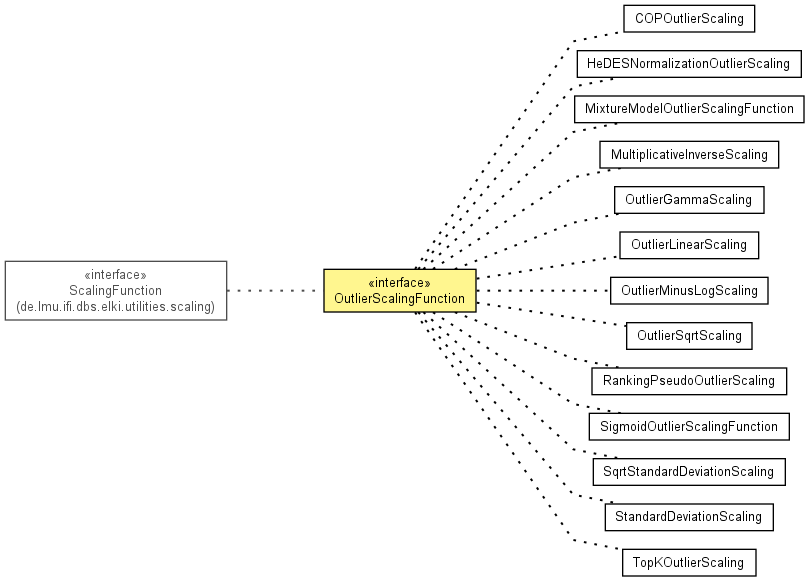 COPOutlierScaling
HeDESNormalizationOutlierScaling
MixtureModelOutlierScalingFunction
MultiplicativeInverseScaling
OutlierGammaScaling
OutlierLinearScaling
«interface»
ScalingFunction
(de.lmu.ifi.dbs.elki.utilities.scaling)
«interface»
OutlierScalingFunction
OutlierMinusLogScaling
OutlierSqrtScaling
RankingPseudoOutlierScaling
SigmoidOutlierScalingFunction
SqrtStandardDeviationScaling
StandardDeviationScaling
TopKOutlierScaling